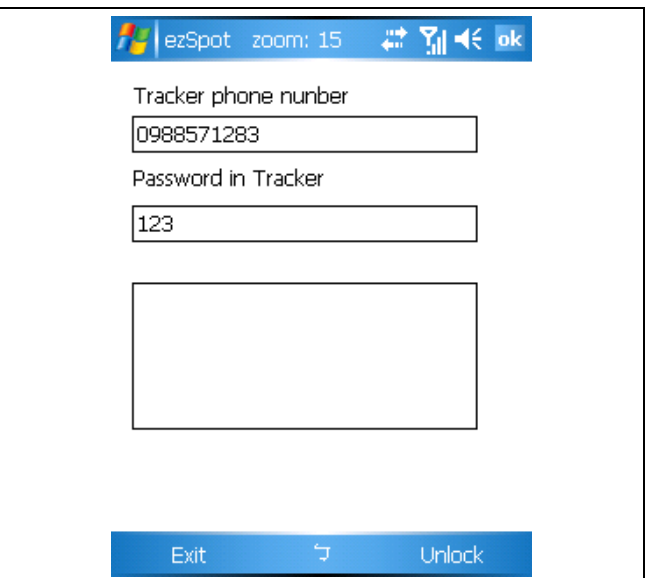 ezSpot zoom: 15 ok
Tracker phone nunber
0988571283
Password in Tracker
123
Exit Unlock